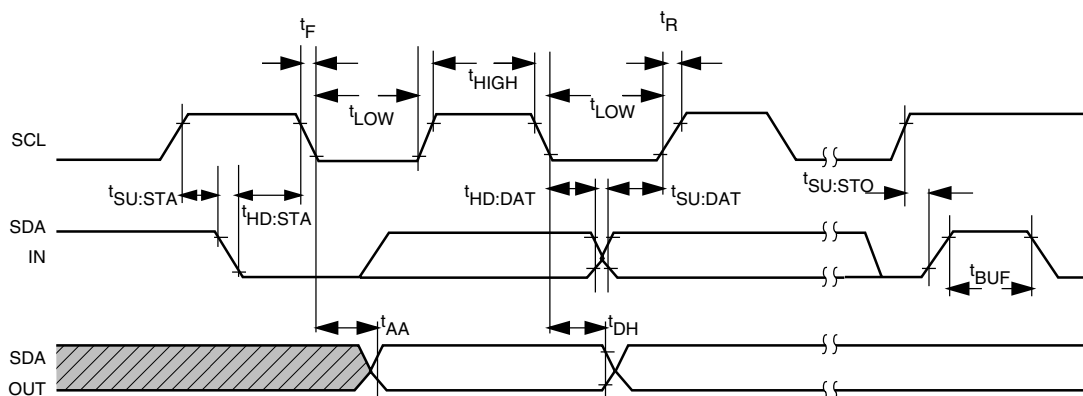 tF
tR
tHIGH
tLOW
tLOW
SCL
tSU:STA
tHD:STA
tHD:DAT
tSU:DAT
tSU:STO
SDA
IN
tBUF
tAA
tDH
SDA
OUT